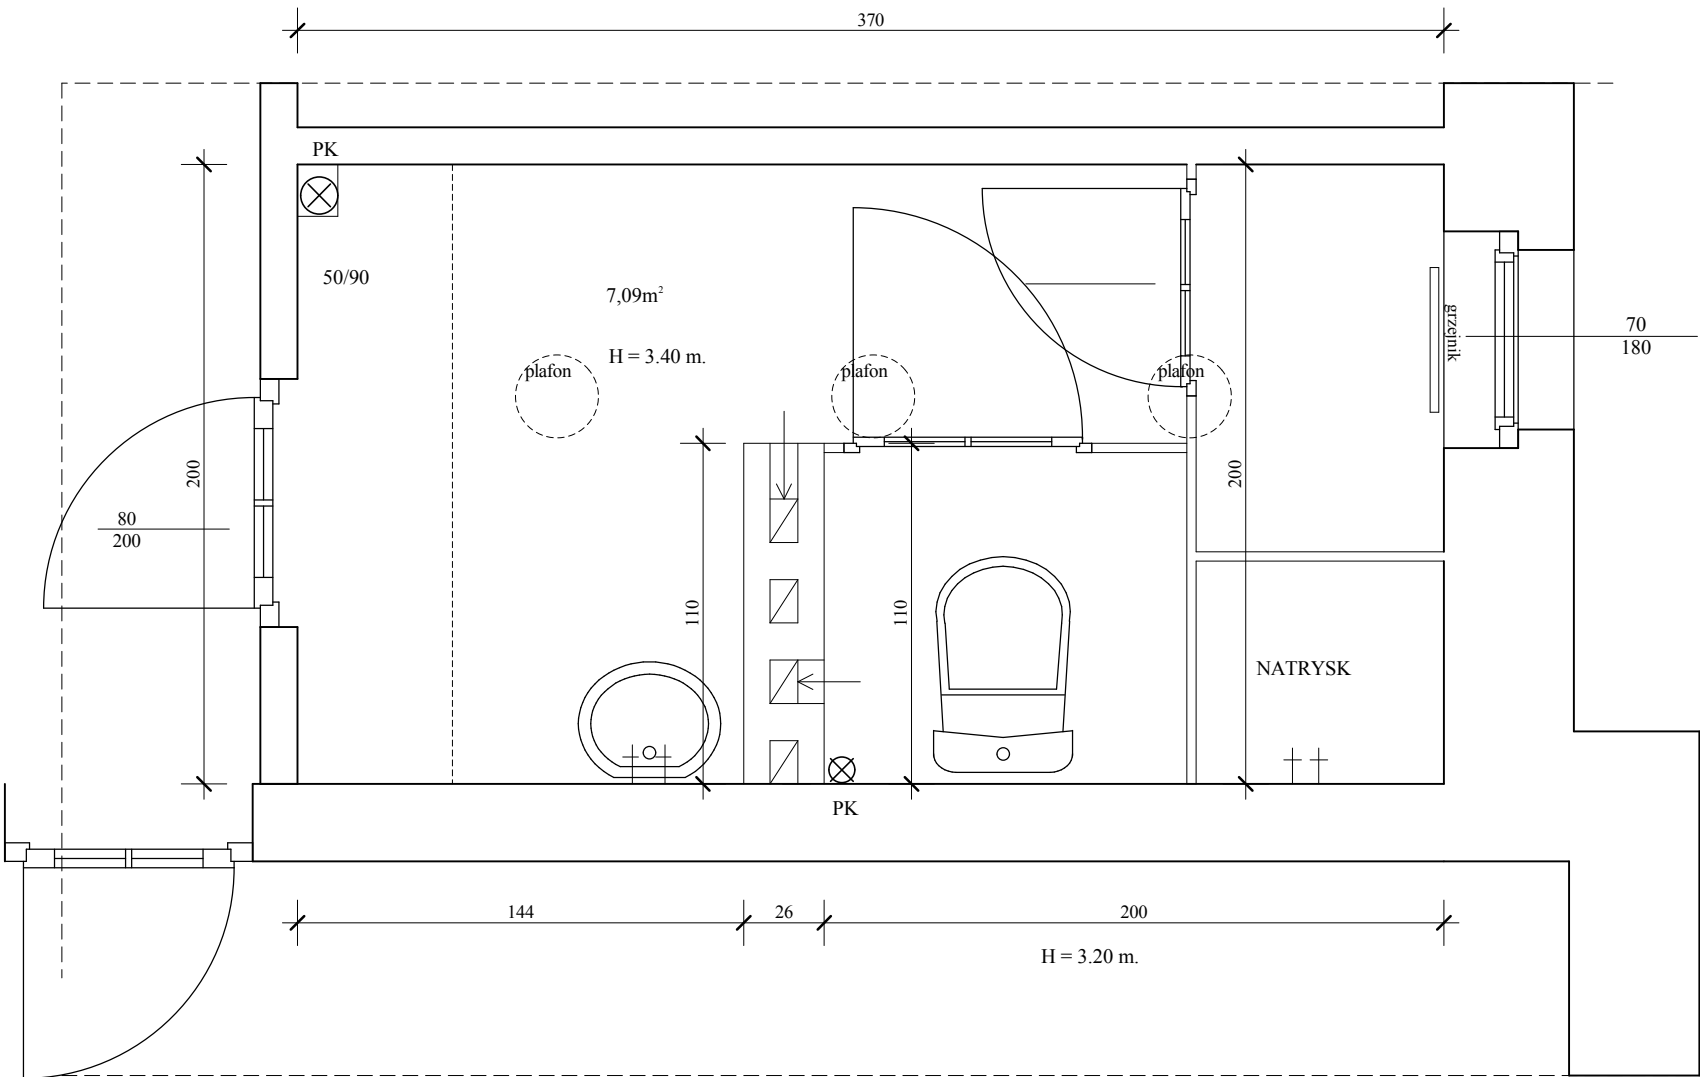 370
PK
50/90
7,09m²
H = 3.40 m.
plafon
plafon
plafon
grzejnik
70
180
200
80
200
200
110
110
NATRYSK
PK
144
26
200
H = 3.20 m.